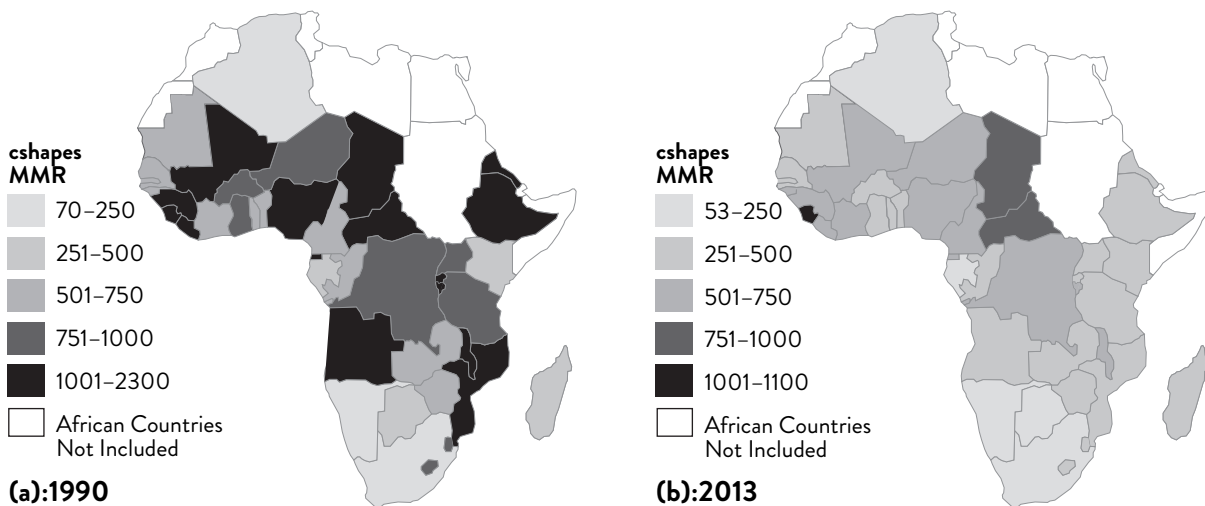 cshapes
MMR
70–250
251–500
501–750
751–1000
1001–2300
African Countries
Not Included
(a):1990
cshapes
MMR
53–250
251–500
501–750
751–1000
1001–1100
African Countries
Not Included
(b):2013